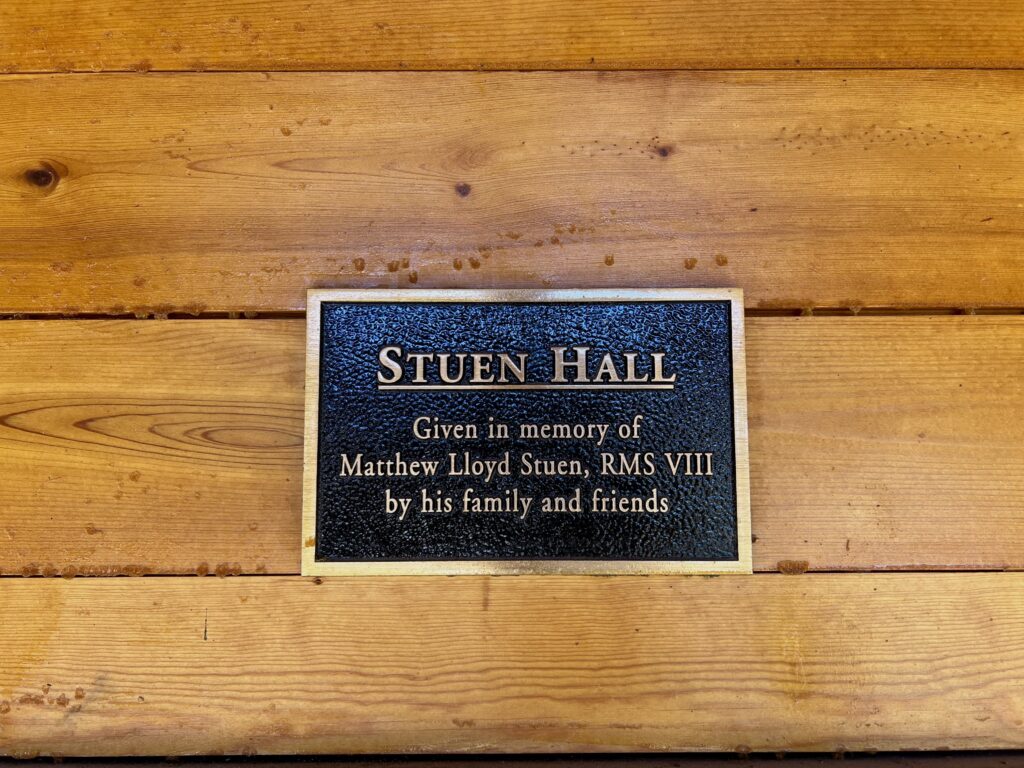 STUEN HALL
Given in memory of
Matthew Lloyd Stuen, RMS VIII
by his family and friends